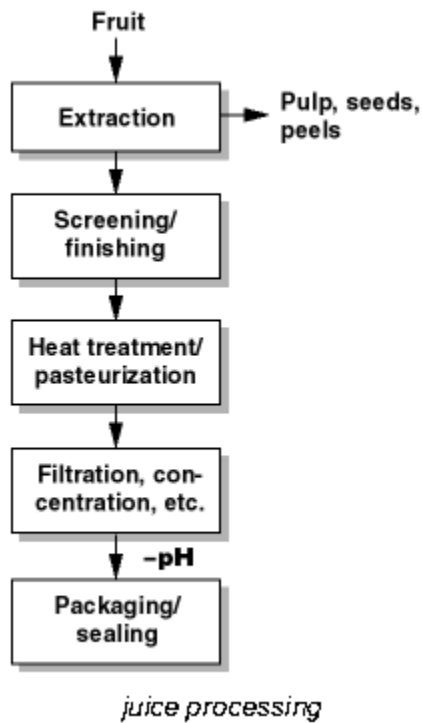 Fruit
Extraction
Pulp, seeds,
peels
Screening/
finishing
Heat treatment/
pasteurization
Filtration, con-
centration, etc.
–pH
Packaging/
sealing
juice processing